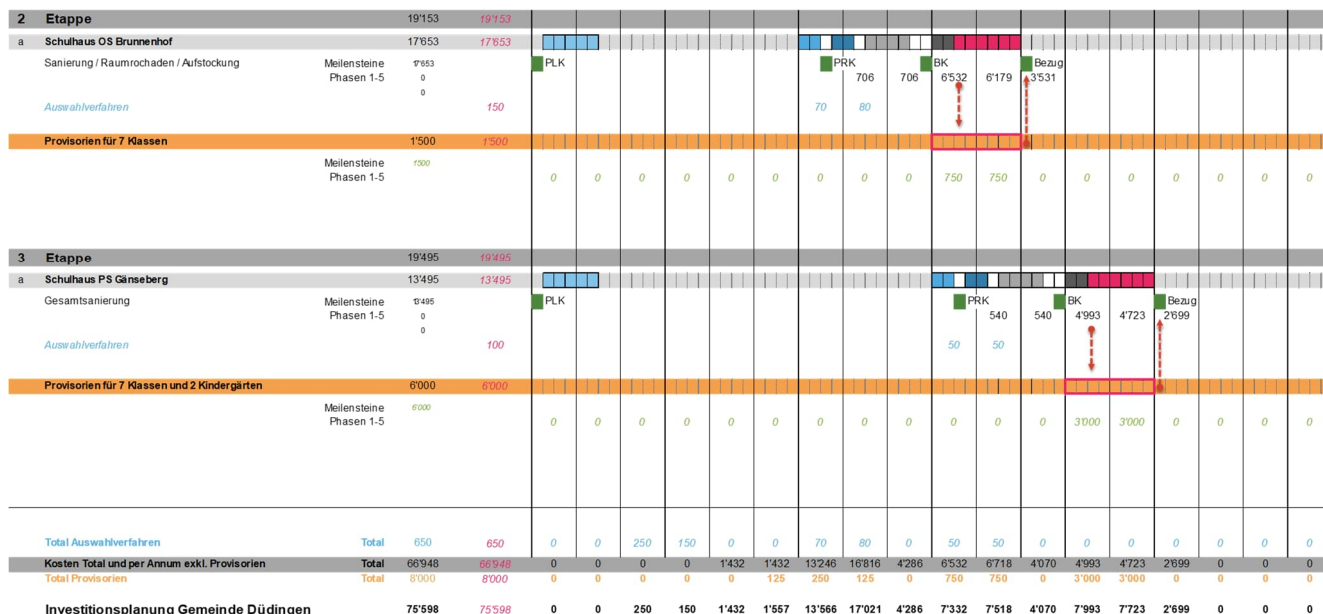 2 Etappe 19'153 19'153
a Schulhaus OS Brunnenhof 17'653 17'653
Sanierung / Raumrochaden / Aufstockung Meilensteine 17'653 PLK PRK BK Bezug
Phasen 1-5 0 706 706 6'532 6'179 3'531
0
Auswahlverfahren 150 70 80
Provisorien für 7 Klassen 1'500 1'500
Meilensteine 1'500
Phasen 1-5 0 0 0 0 0 0 0 0 0 750 750 0 0 0 0 0 0 0
3 Etappe 19'495 19'495
a Schulhaus PS Gänseberg 13'495 13'495
Gesamtsanierung Meilensteine 13'495 PLK PRK BK Bezug
Phasen 1-5 0 540 540 4'993 4'723 2'699
0
Auswahlverfahren 100 50 50
Provisorien für 7 Klassen und 2 Kindergärten 6'000 6'000
Meilensteine 6'000
Phasen 1-5 0 0 0 0 0 0 0 0 0 0 0 0 3'000 3'000 0 0 0 0
Total Auswahlverfahren Total 650 650 0 0 250 150 0 0 70 80 0 50 50 0 0 0 0 0 0 0
Kosten Total und per Annum exkl. Provisorien Total 66'948 66'948 0 0 0 0 1'432 1'432 13'246 16'816 4'286 6'532 6'718 4'070 4'993 4'723 2'699 0 0 0
Total Provisorien Total 8'000 8'000 0 0 0 0 0 125 250 125 0 750 750 0 3'000 3'000 0 0 0 0
Investitionsplanung Gemeinde Düdingen 75'598 75'598 0 0 250 150 1'432 1'557 13'566 17'021 4'286 7'332 7'518 4'070 7'993 7'723 2'699 0 0 0